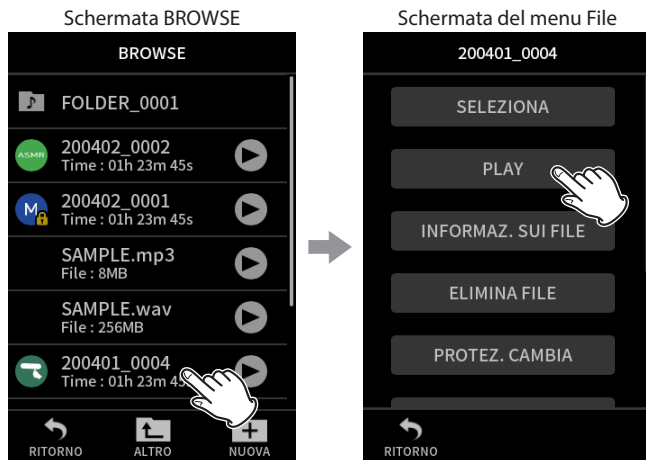 Schermata BROWSE
BROWSE
FOLDER_0001
ASMR
200402_0002
Time : 01h 23m 45s
M
200402_0001
Time : 01h 23m 45s
SAMPLE.mp3
File : 8MB
SAMPLE.wav
File : 256MB
200401_0004
Time : 01h 23m 45s
RITORNO
ALTRO
NUOVA
Schermata del menu File
200401_0004
SELEZIONA
PLAY
INFORMAZ. SUI FILE
ELIMINA FILE
PROTEZ. CAMBIA
RITORNO